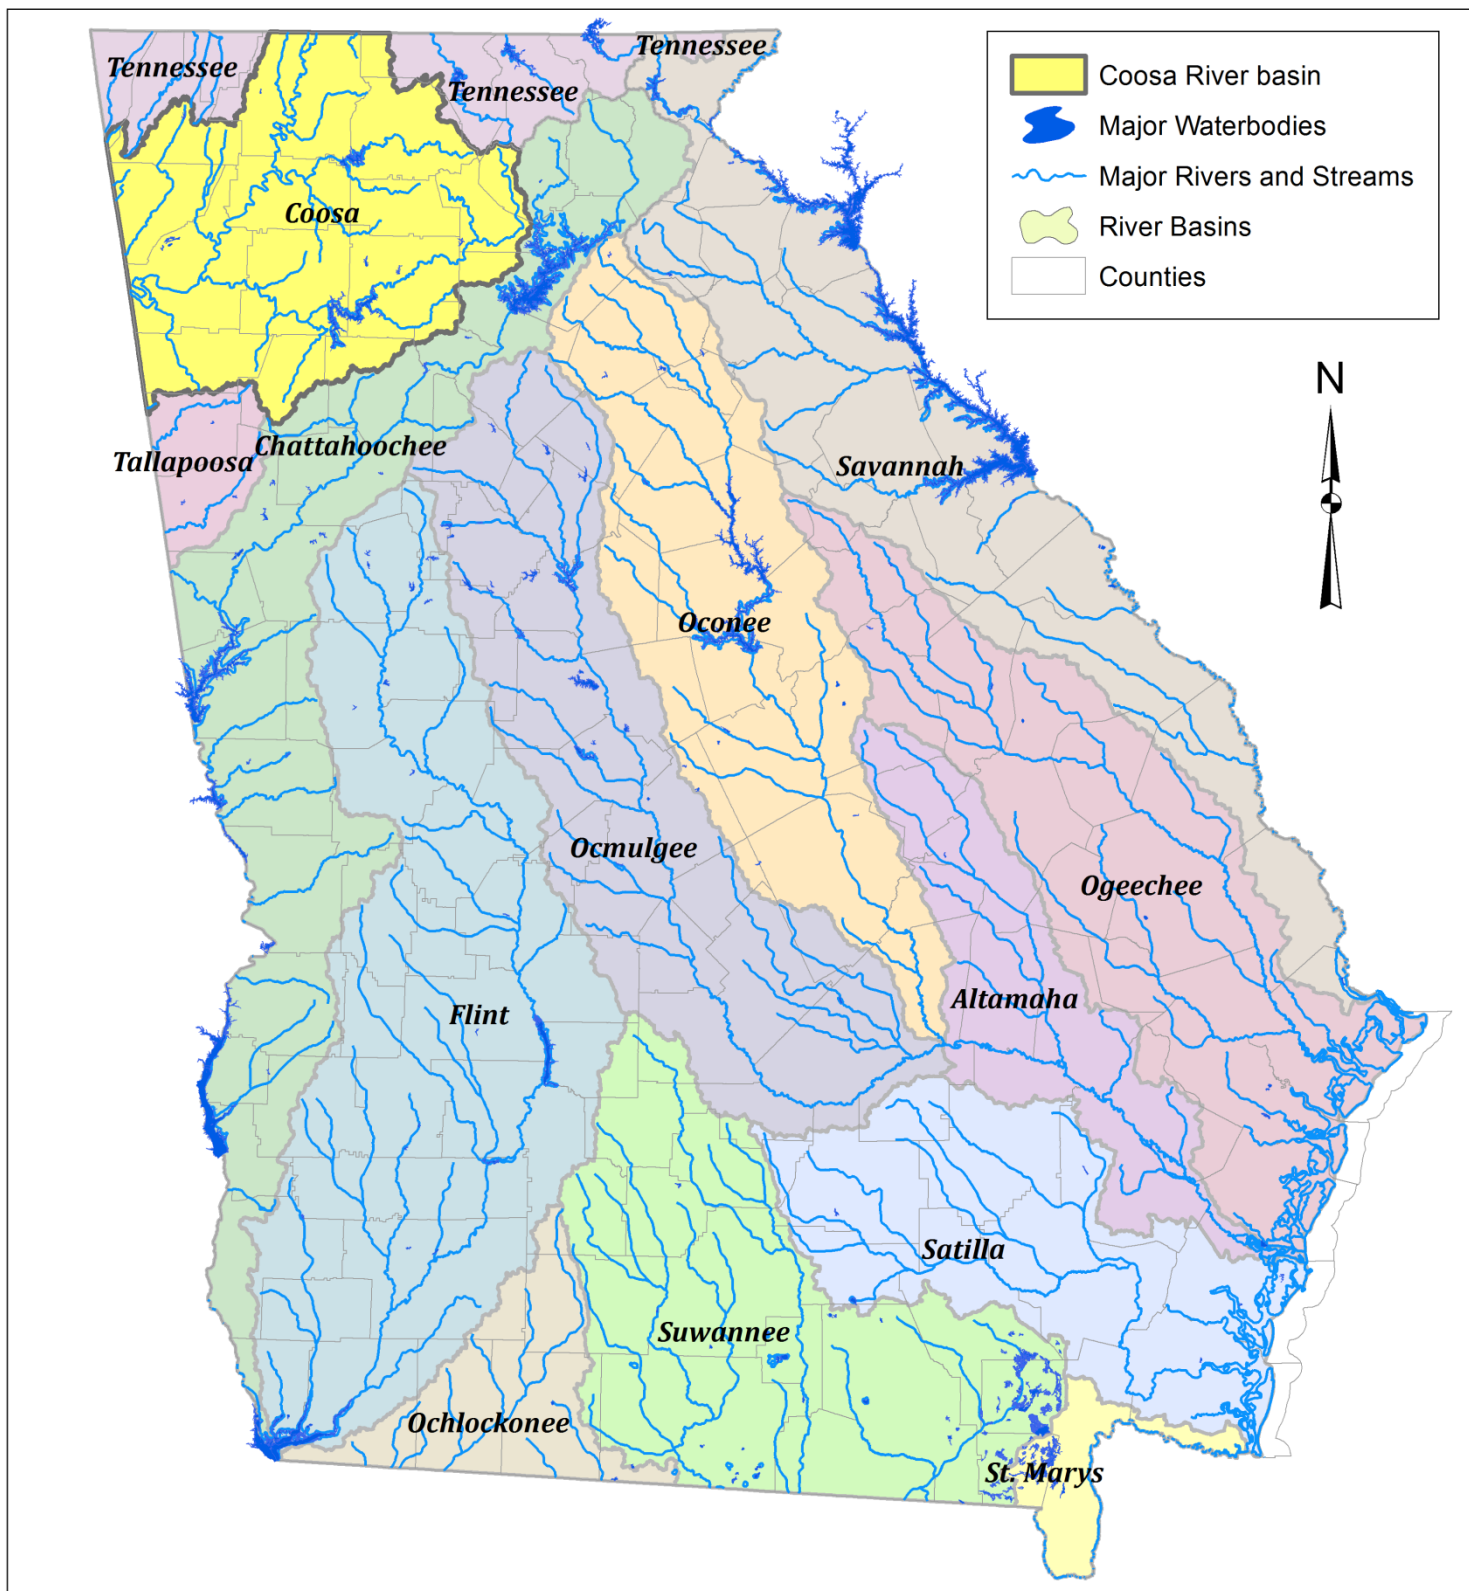 Tennessee
Tennessee
Tennessee
Coosa River basin
Major Waterbodies
Major Rivers and Streams
River Basins
Counties
N
Coosa
Chattahoochee
Tallapoosa
Savannah
Oconee
Ocmulgee
Ogeechee
Flint
Altamaha
Satilla
Suwannee
Ochlockonee
St. Marys